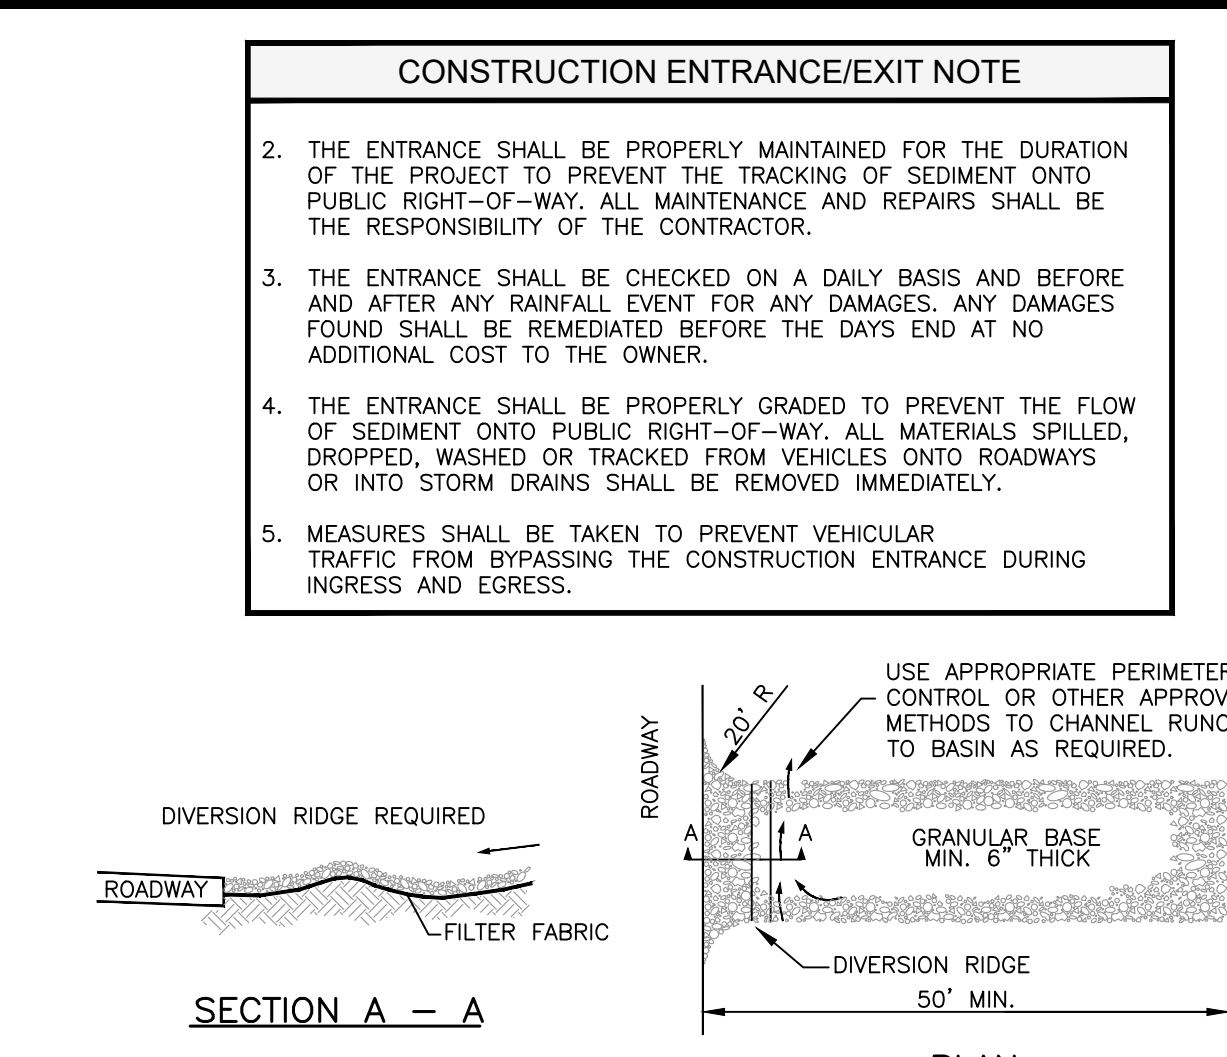 CONSTRUCTION ENTRANCE/EXIT NOTE
2. THE ENTRANCE SHALL BE PROPERLY MAINTAINED FOR THE DURATION
OF THE PROJECT TO PREVENT THE TRACKING OF SEDIMENT ONTO
PUBLIC RIGHT-OF-WAY. ALL MAINTENANCE AND REPAIRS SHALL BE
THE RESPONSIBILITY OF THE CONTRACTOR.
3. THE ENTRANCE SHALL BE CHECKED ON A DAILY BASIS AND BEFORE
AND AFTER ANY RAINFALL EVENT FOR ANY DAMAGES. ANY DAMAGES
FOUND SHALL BE REMEDIATED BEFORE THE DAYS END AT NO
ADDITIONAL COST TO THE OWNER.
4. THE ENTRANCE SHALL BE PROPERLY GRADED TO PREVENT THE FLOW
OF SEDIMENT ONTO PUBLIC RIGHT-OF-WAY. ALL MATERIALS SPILLED,
DROPPED, WASHED OR TRACKED FROM VEHICLES ONTO ROADWAYS
OR INTO STORM DRAINS SHALL BE REMOVED IMMEDIATELY.
5. MEASURES SHALL BE TAKEN TO PREVENT VEHICULAR
TRAFFIC FROM BYPASSING THE CONSTRUCTION ENTRANCE DURING
INGRESS AND EGRESS.
DIVERSION RIDGE REQUIRED
ROADWAY
FILTER FABRIC
SECTION A - A
USE APPROPRIATE PERIMETER
CONTROL OR OTHER
METHODS TO CHANNEL
TO BASIN AS REQUIRED.
20' R
ROADWAY
A
A
GRANULAR BASE
MIN. 6" THICK
DIVERSION RIDGE
50' MIN.